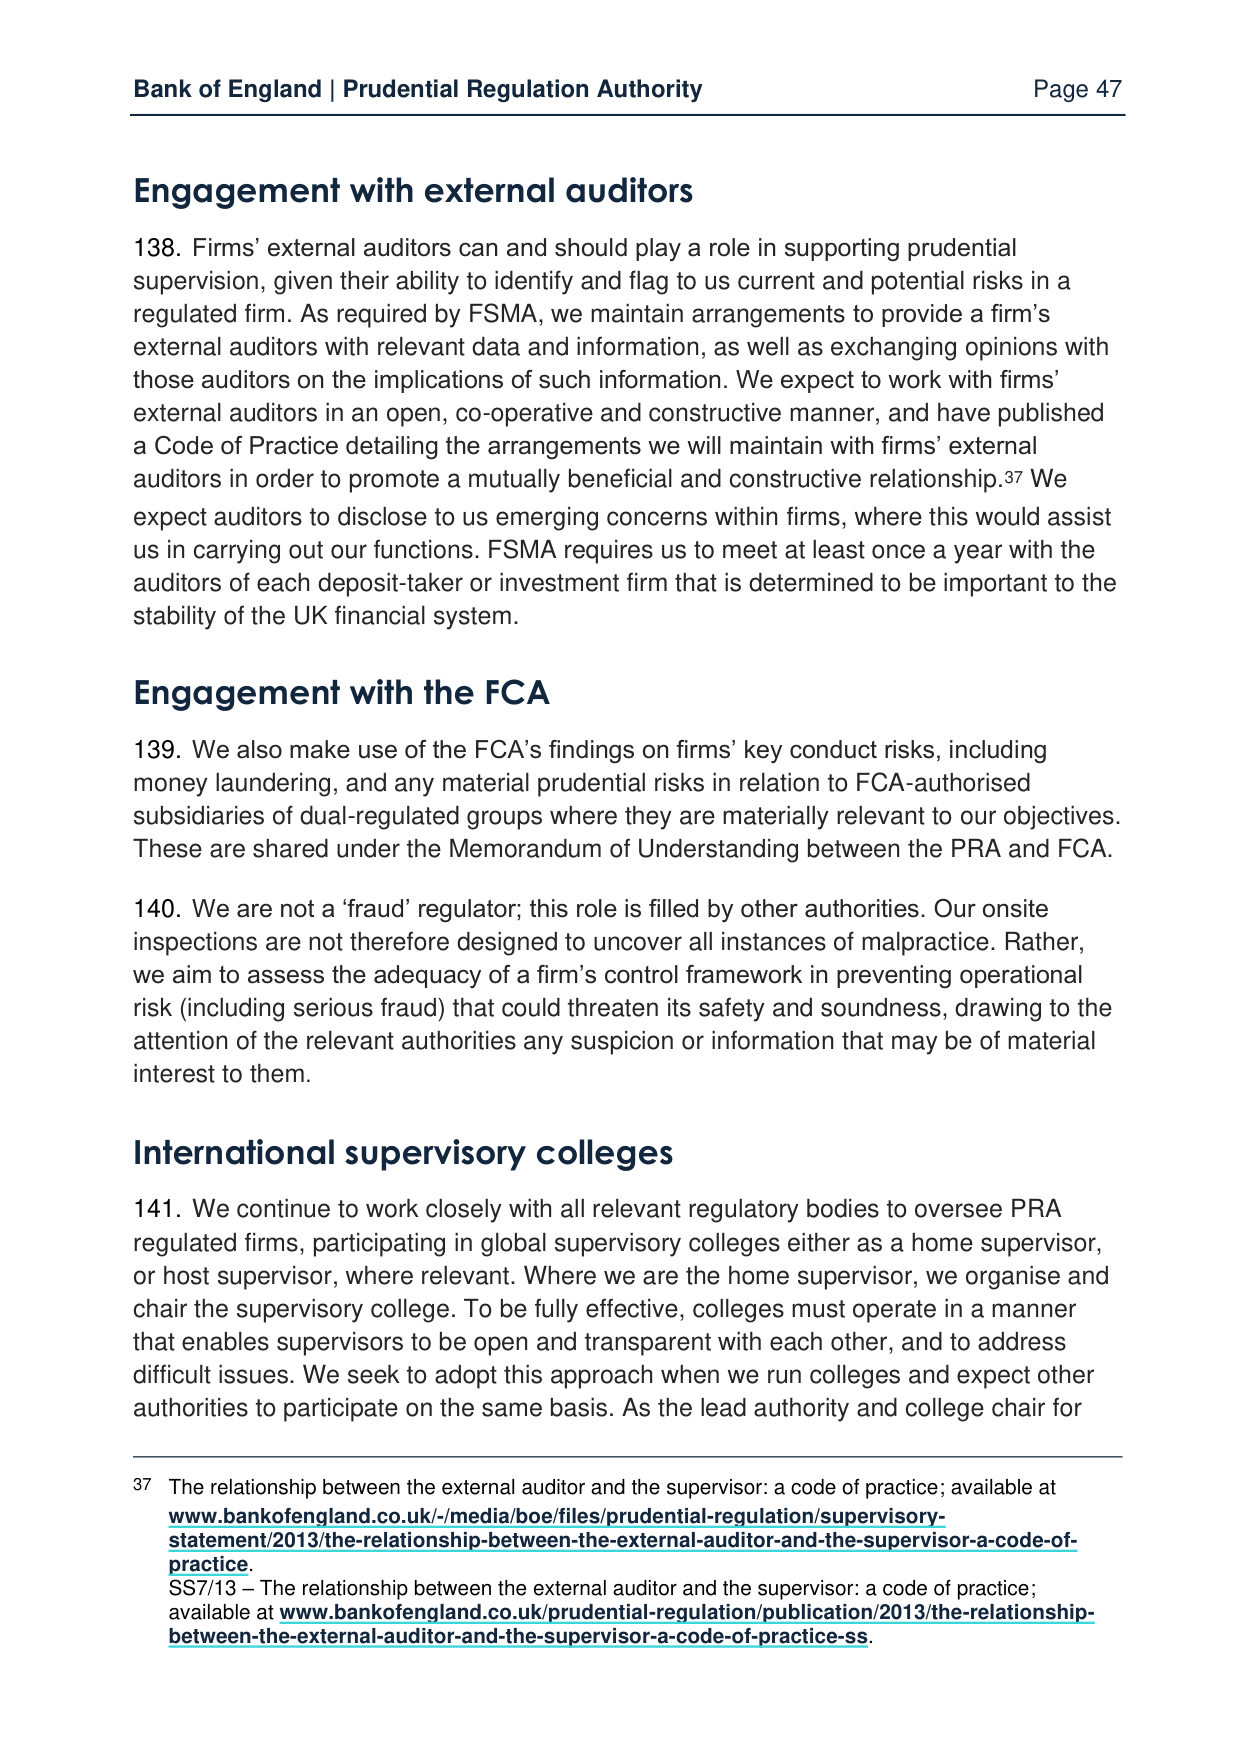 Bank of England | Prudential Regulation Authority Page 47
Engagement with external auditors
138. Firms’ external auditors can and should play a role in supporting prudential
supervision, given their ability to identify and flag to us current and potential risks in a
regulated firm. As required by FSMA, we maintain arrangements to provide a firm’s
external auditors with relevant data and information, as well as exchanging opinions with
those auditors on the implications of such information. We expect to work with firms’
external auditors in an open, co-operative and constructive manner, and have published
a Code of Practice detailing the arrangements we will maintain with firms’ external
auditors in order to promote a mutually beneficial and constructive relationship.37 We
expect auditors to disclose to us emerging concerns within firms, where this would assist
us in carrying out our functions. FSMA requires us to meet at least once a year with the
auditors of each deposit-taker or investment firm that is determined to be important to the
stability of the UK financial system.
Engagement with the FCA
139. We also make use of the FCA’s findings on firms’ key conduct risks, including
money laundering, and any material prudential risks in relation to FCA-authorised
subsidiaries of dual-regulated groups where they are materially relevant to our objectives.
These are shared under the Memorandum of Understanding between the PRA and FCA.
140. We are not a ‘fraud’ regulator; this role is filled by other authorities. Our onsite
inspections are not therefore designed to uncover all instances of malpractice. Rather,
we aim to assess the adequacy of a firm’s control framework in preventing operational
risk (including serious fraud) that could threaten its safety and soundness, drawing to the
attention of the relevant authorities any suspicion or information that may be of material
interest to them.
International supervisory colleges
141. We continue to work closely with all relevant regulatory bodies to oversee PRA
regulated firms, participating in global supervisory colleges either as a home supervisor,
or host supervisor, where relevant. Where we are the home supervisor, we organise and
chair the supervisory college. To be fully effective, colleges must operate in a manner
that enables supervisors to be open and transparent with each other, and to address
difficult issues. We seek to adopt this approach when we run colleges and expect other
authorities to participate on the same basis. As the lead authority and college chair for
37 The relationship between the external auditor and the supervisor: a code of practice; available at
www.bankofengland.co.uk/-/media/boe/files/prudential-regulation/supervisory-
statement/2013/the-relationship-between-the-external-auditor-and-the-supervisor-a-code-of-
practice.
SS7/13 – The relationship between the external auditor and the supervisor: a code of practice;
available at www.bankofengland.co.uk/prudential-regulation/publication/2013/the-relationship-
between-the-external-auditor-and-the-supervisor-a-code-of-practice-ss.